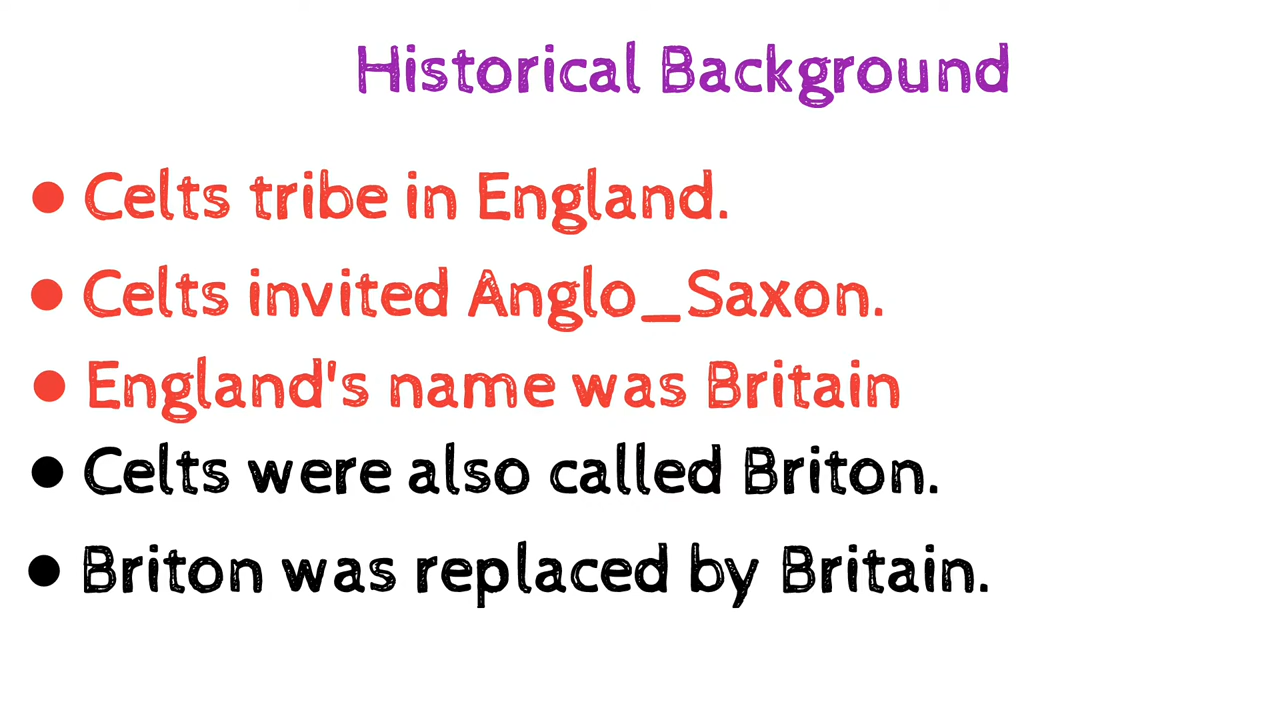 Historical Background
● Celts tribe in England.
● Celts invited Anglo_Saxon.
● England's name was Britain
● Celts were also called Briton.
● Briton was replaced by Britain.